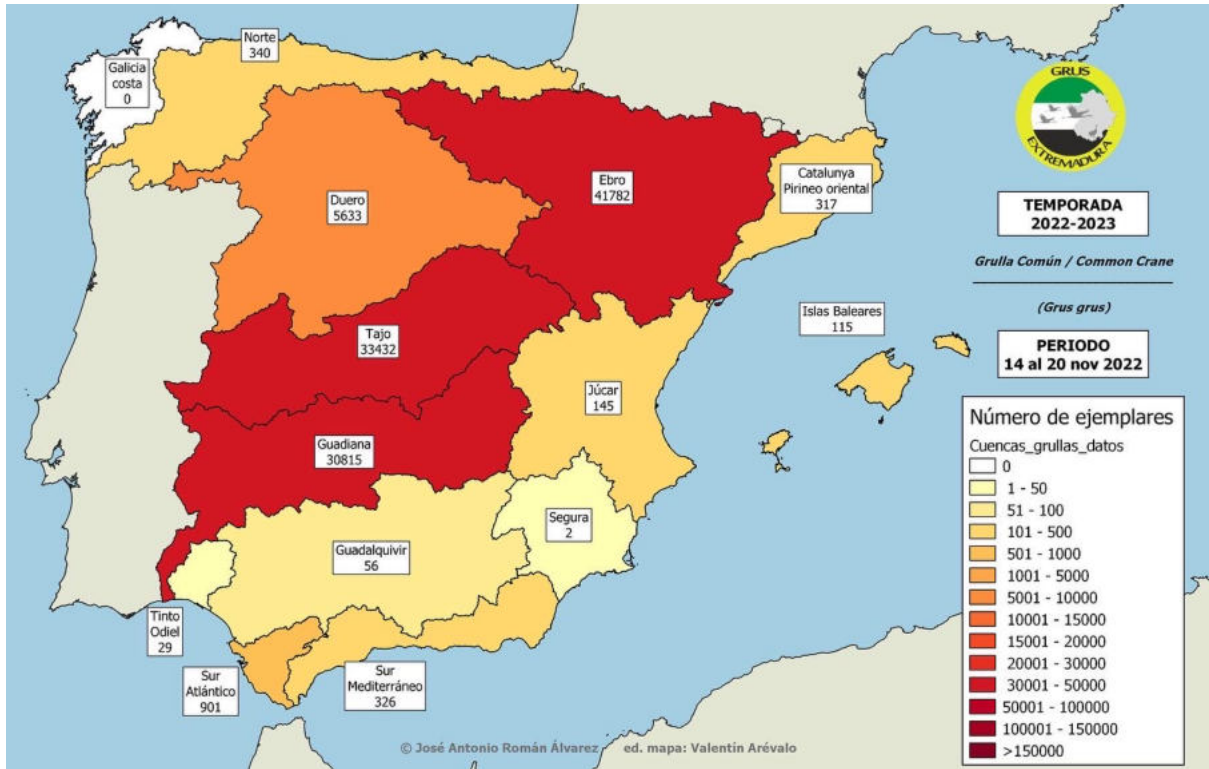 Norte
340
Galicia
costa
0
Duero
5633
Ebro
41782
Catalunya
Pirineo oriental
317
Tajo
33432
Islas Baleares
115
Júcar
145
Guadiana
30815
Segura
2
Guadalquivir
56
Tinto
Odiel
29
Sur
Atlántico
901
Sur
Mediterráneo
326
GRUS
EXTREMADURA
TEMPORADA
2022-2023
Grulla Común / Common Crane
(Grus grus)
PERIODO
14 al 20 nov 2022
Número de ejemplares
Cuencas_grullas_datos
0
1 - 50
51 - 100
101 - 500
501 - 1000
1001 - 5000
5001 - 10000
10001 - 15000
15001 - 20000
20001 - 30000
30001 - 50000
50001 - 100000
100001 - 150000
>150000
© José Antonio Román Álvarez ed. mapa: Valentín Arévalo